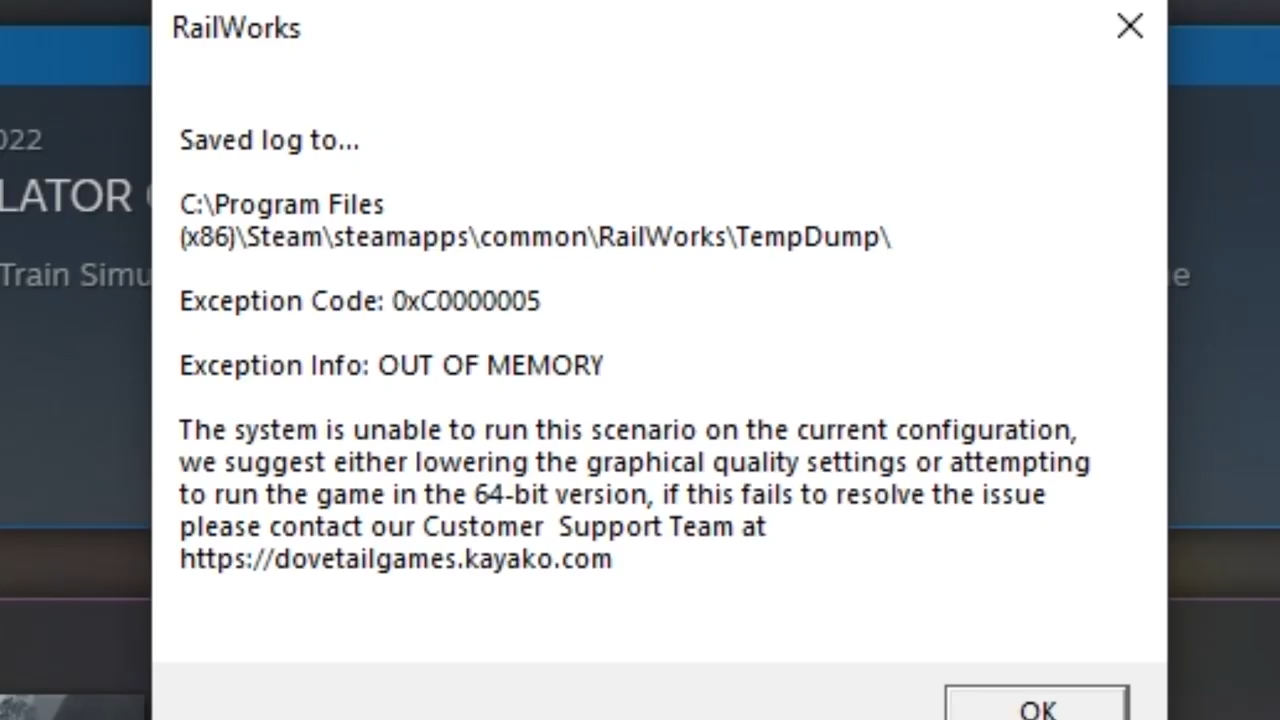 RailWorks
Saved log to...
022
C:\Program Files
LATOR
(x86)\Steam\steamapps\common\RailWorks\TempDump\
Train Simu
e
Exception Code: 0xC0000005
Exception Info: OUT OF MEMORY
The system is unable to run this scenario on the current configuration,
we suggest either lowering the graphical quality settings or attempting
to run the game in the 64-bit version, if this fails to resolve the issue
please contact our Customer  Support Team at
https://dovetailgames.kayako.com
OK